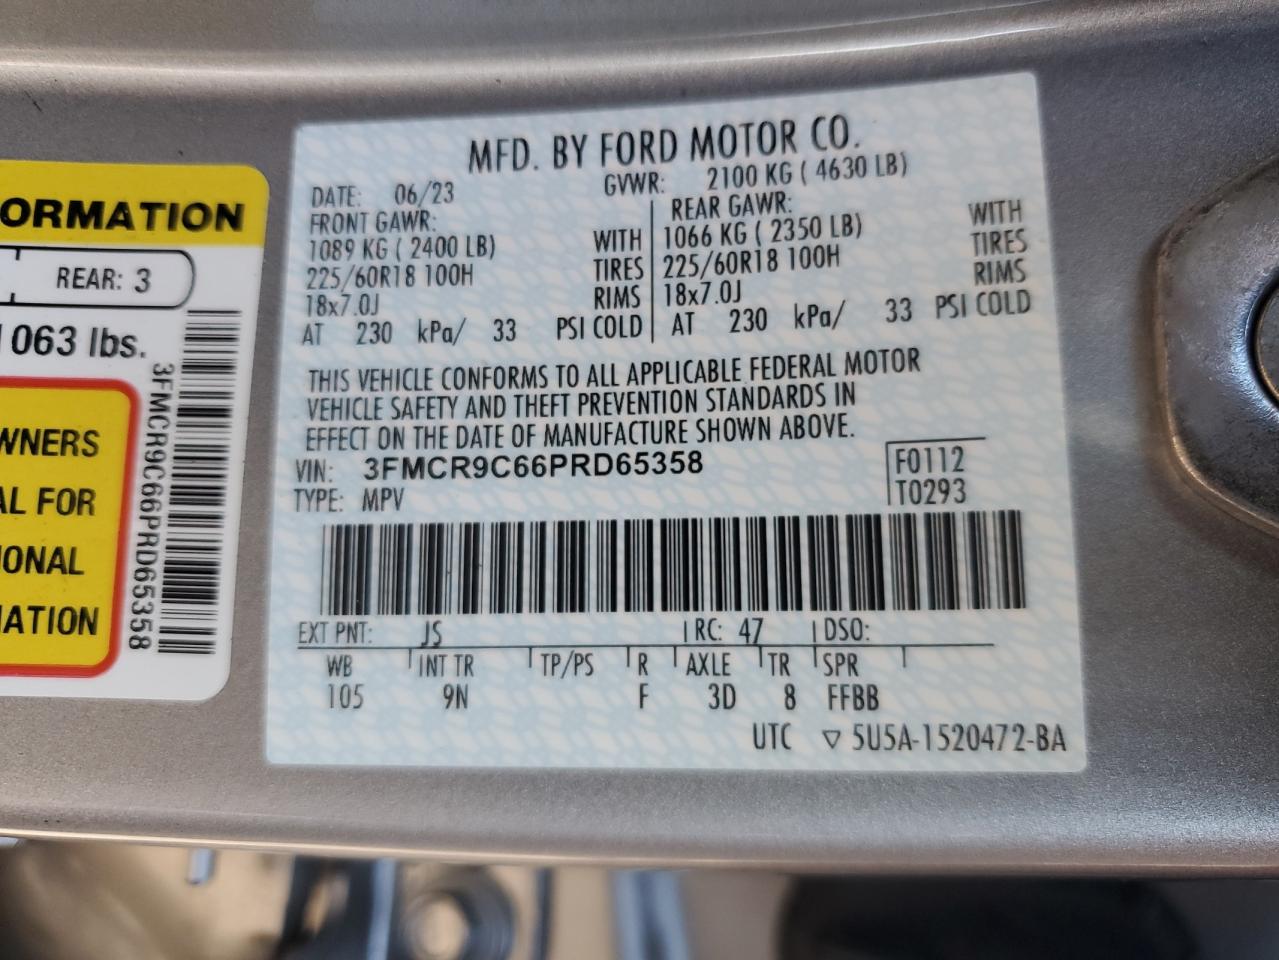 MFD. BY FORD MOTOR CO.
DATE: 06/23 GVWR: 2100 KG ( 4630 LB)
FRONT GAWR: REAR GAWR:
1089 KG ( 2400 LB) WITH 1066 KG ( 2350 LB) WITH
225/60R18 100H TIRES 225/60R18 100H TIRES
18x7.0J RIMS 18x7.0J RIMS
AT 230 kPa/ 33 PSI COLD AT 230 kPa/ 33 PSI COLD
THIS VEHICLE CONFORMS TO ALL APPLICABLE FEDERAL MOTOR
VEHICLE SAFETY AND THEFT PREVENTION STANDARDS IN
EFFECT ON THE DATE OF MANUFACTURE SHOWN ABOVE.
VIN: 3FMCR9C66PRD65358 F0112
TYPE: MPV T0293
EXT PNT: JS RC: 47 DSO:
WB INT TR TP/PS R AXLE TR SPR
105 9N F 3D 8 FFBB
UTC ▽ 5U5A-1520472-BA
ORMATION
REAR: 3
1063 lbs.
3FMCR9C66PRD65358
WNERS
AL FOR
IONAL
MATION